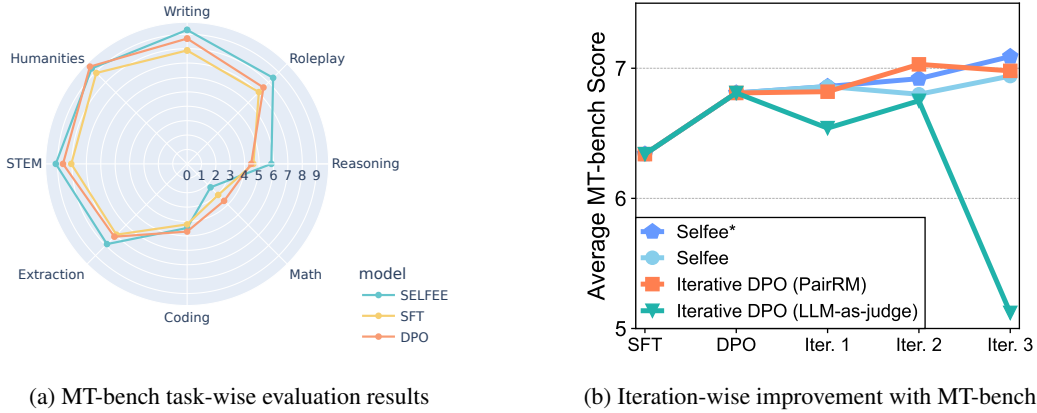 Writing
Humanities
Roleplay
STEM
Reasoning
0 1 2 3 4 5 6 7 8 9
Extraction
Math
Coding
model
SELFEE
SFT
DPO
(a) MT-bench task-wise evaluation results
Average MT-bench Score
7
6
5
Selfee*
Selfee
Iterative DPO (PairRM)
Iterative DPO (LLM-as-judge)
SFT DPO Iter. 1 Iter. 2 Iter. 3
(b) Iteration-wise improvement with MT-bench